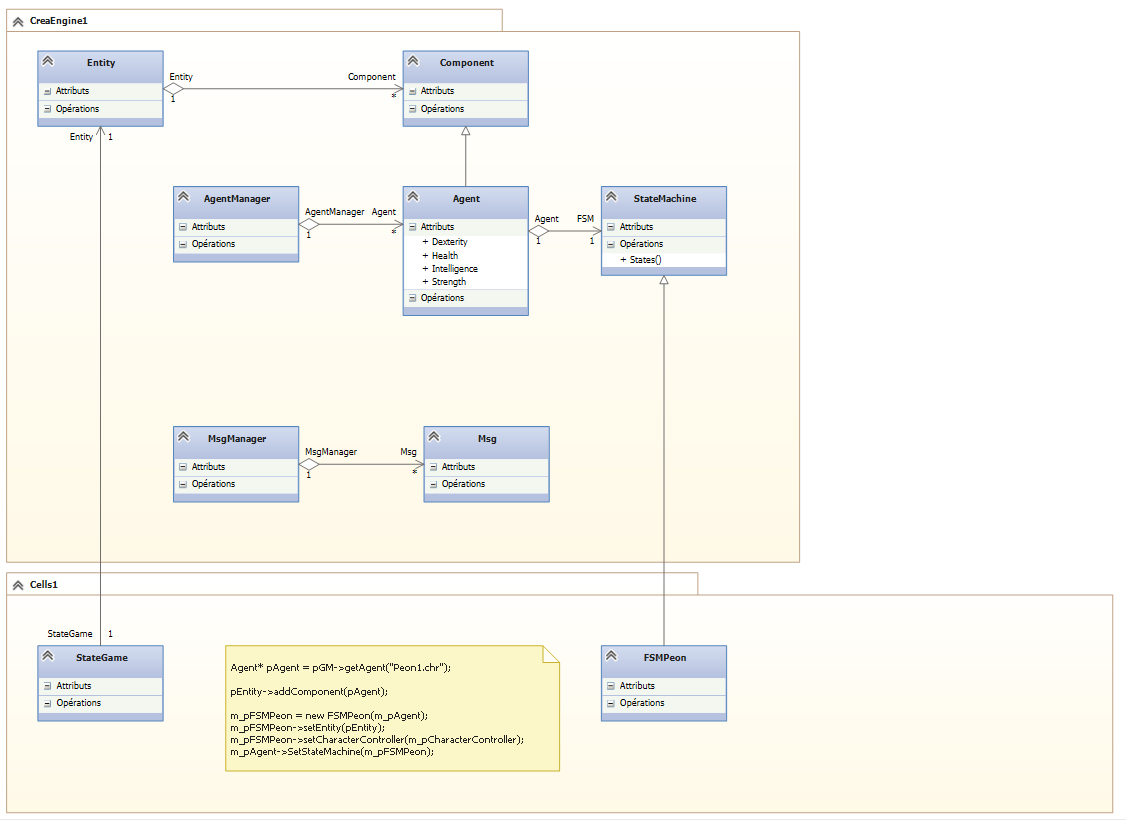 CreaEngine1
Entity
Attributs
Opérations
Component
Attributs
Opérations
Entity
1
Component
*
Entity
1
AgentManager
Attributs
Opérations
AgentManager
1
Agent
*
Agent
Attributs
+ Dexterity
+ Health
+ Intelligence
+ Strength
Opérations
Agent
1
FSM
1
StateMachine
Attributs
Opérations
+ States()
MsgManager
Attributs
Opérations
MsgManager
1
Msg
*
Msg
Attributs
Opérations
Cells1
StateGame
1
StateGame
Attributs
Opérations
Agent* pAgent = pGM->getAgent("Peon1.chr");
pEntity->addComponent(pAgent);
m_pFSMPeon = new FSMPeon(m_pAgent);
m_pFSMPeon->setEntity(pEntity);
m_pFSMPeon->setCharacterController(m_pCharacterController);
m_pAgent->SetStateMachine(m_pFSMPeon);
FSMPeon
Attributs
Opérations